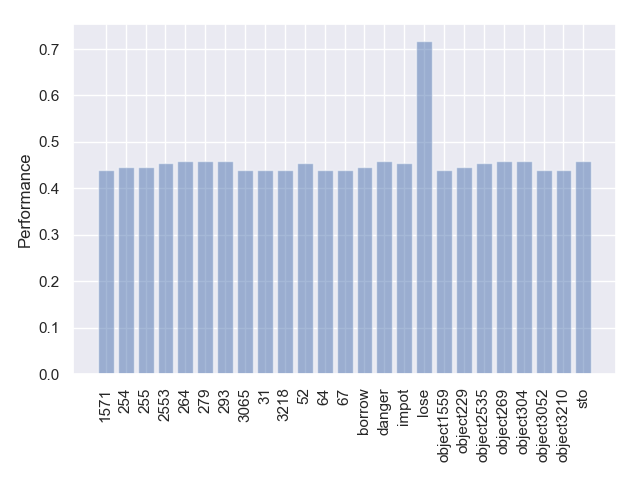 Performance
0.7
0.6
0.5
0.4
0.3
0.2
0.1
0.0
1571
254
255
2553
264
279
293
3065
31
3218
52
64
67
borrow
danger
impot
lose
object1559
object229
object2535
object269
object304
object3052
object3210
sto